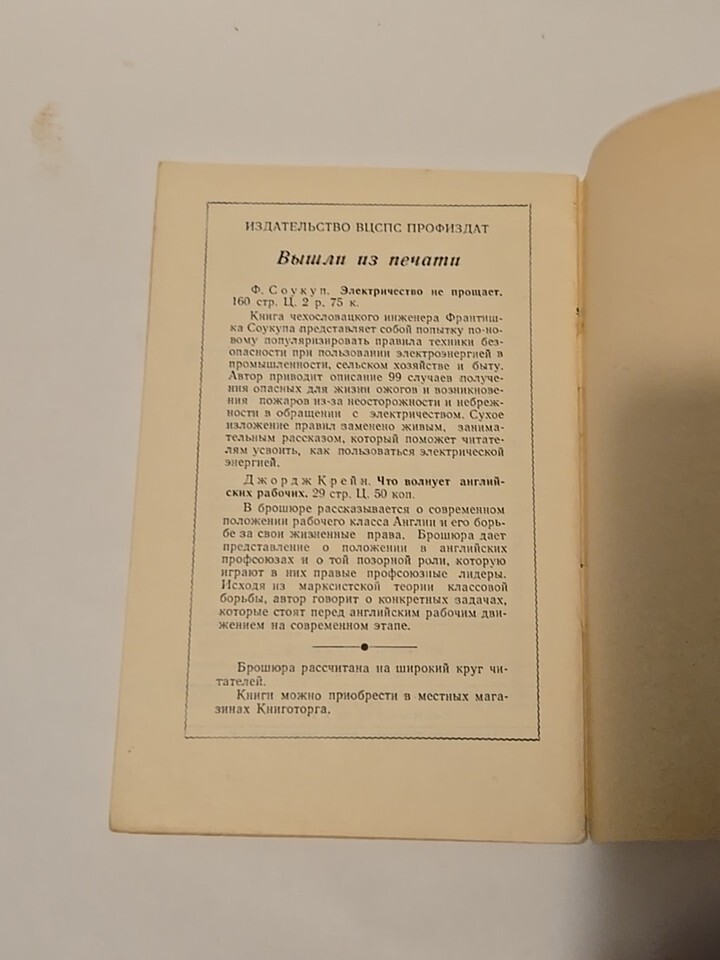 ИЗДАТЕЛЬСТВО ВЦСПС ПРОФИЗДАТ
Вышли из печати
Ф. Соукуп. Электричество не прощает.
160 стр. Ц. 2 р. 75 к.
Книга чехословацкого инженера Франтиш-
ка Соукупа представляет собой попытку по-но-
вому популяризировать правила техники без-
опасности при пользовании электроэнергией в
промышленности, сельском хозяйстве и быту.
Автор приводит описание 99 случаев получе-
ния опасных для жизни ожогов и возникнове-
ния пожаров из-за неосторожности и небреж-
ности в обращении с электричеством. Сухое
изложение правил заменено живым, занима-
тельным рассказом, который поможет читате-
лям усвоить, как пользоваться электрической
энергией.
Джордж Крейн. Что волнует англий-
ских рабочих. 29 стр. Ц. 50 коп.
В брошюре рассказывается о современном
положении рабочего класса Англии и его борь-
бе за свои жизненные права. Брошюра дает
представление о положении в английских
профсоюзах и о той позорной роли, которую
играют в них правые профсоюзные лидеры.
Исходя из марксистской теории классовой
борьбы, автор говорит о конкретных задачах,
которые стоят перед английским рабочим дви-
жением на современном этапе.
Брошюра рассчитана на широкий круг чи-
тателей.
Книги можно приобрести в местных мага-
зинах Книготорга.